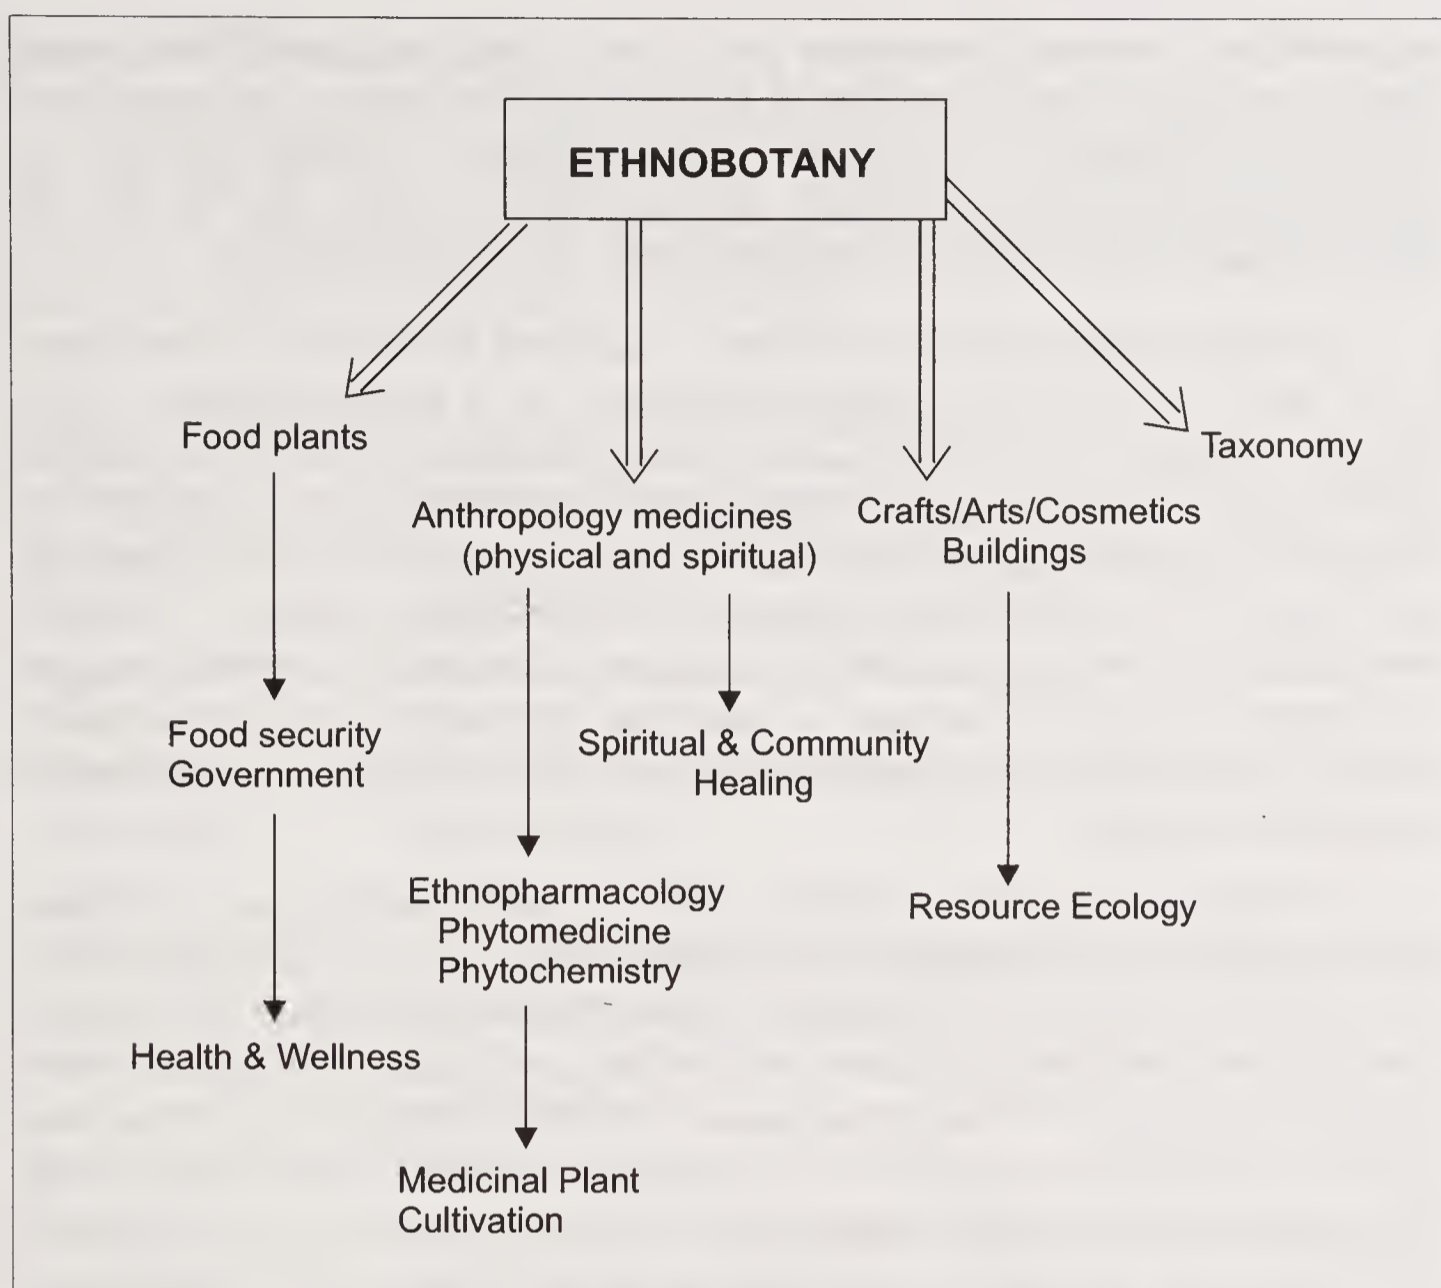 ETHNOBOTANY
Food plants
Taxonomy
Anthropology medicines
(physical and spiritual)
Crafts/Arts/Cosmetics
Buildings
Food security
Government
Spiritual & Community
Healing
Ethnopharmacology
Phytomedicine
Phytochemistry
Resource Ecology
Health & Wellness
Medicinal Plant
Cultivation